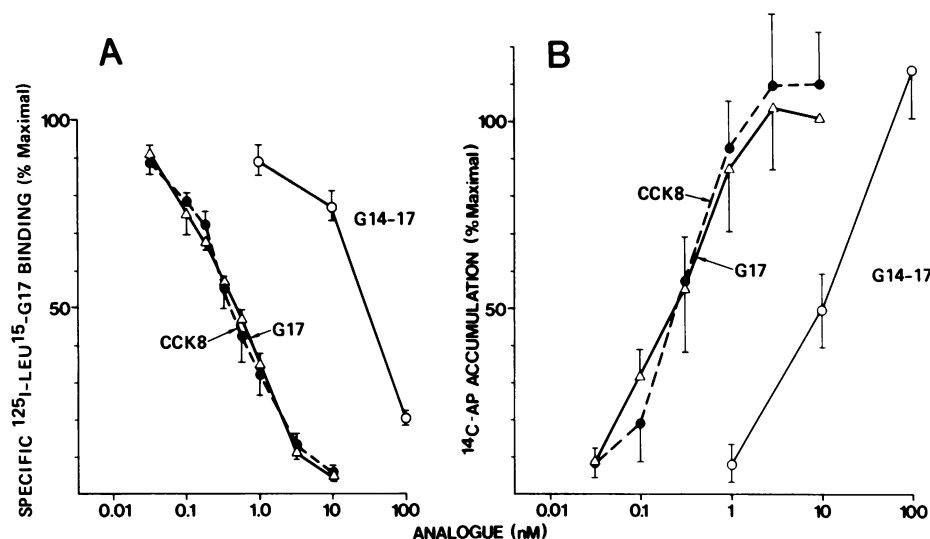 A
SPECIFIC ¹²⁵I-LEU¹⁵-G17 BINDING (% Maximal)
100
50
G14-17
CCK8
G17
0.01
0.1
1.0
10
100
B
¹⁴C-AP ACCUMULATION (% Maximal)
100
50
CCK8
G17
G14-17
0.01
0.1
1
10
100
ANALOGUE (nM)